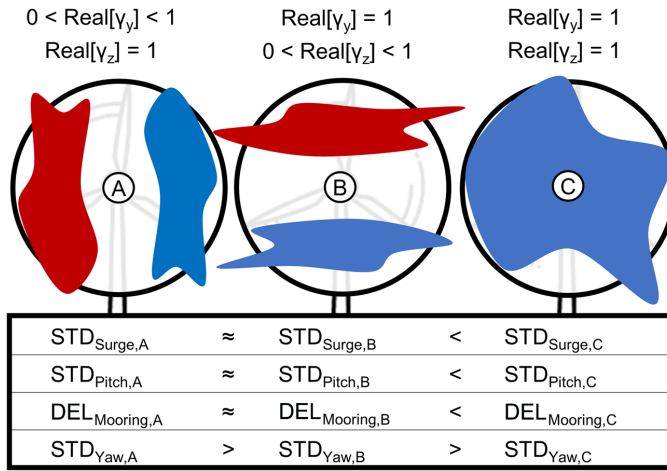 0 < Real[γy] < 1 Real[γy] = 1 Real[γy] = 1
Real[γz] = 1 0 < Real[γz] < 1 Real[γz] = 1
A B C
STDSurge,A ≈ STDSurge,B < STDSurge,C
STDPitch,A ≈ STDPitch,B < STDPitch,C
DELMooring,A ≈ DELMooring,B < DELMooring,C
STDYaw,A > STDYaw,B > STDYaw,C